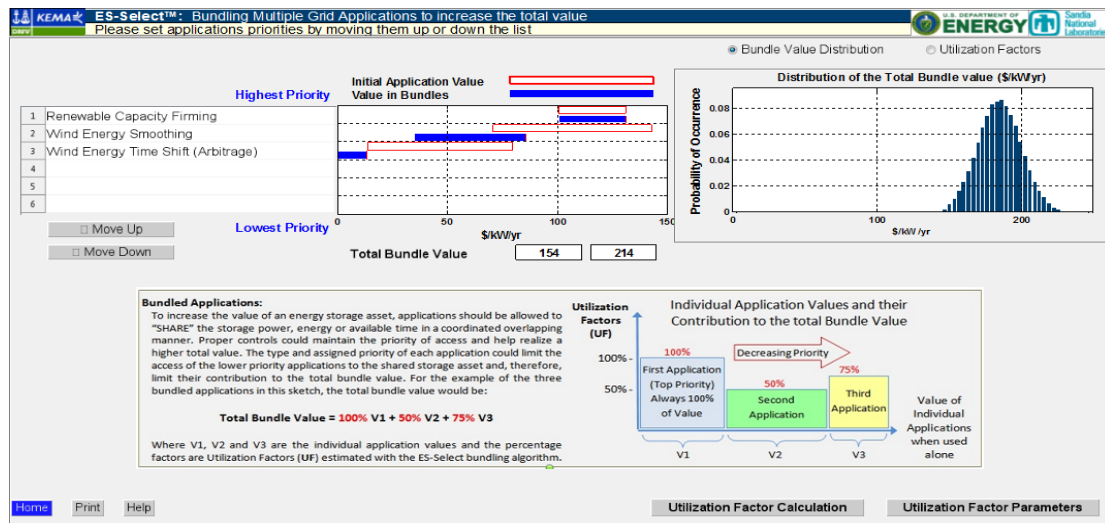 KEMA
DNV
ES-Select™: Bundling Multiple Grid Applications to increase the total value
Please set applications priorities by moving them up or down the list
U.S. DEPARTMENT OF
ENERGY
Sandia
National
Laboratories
Bundle Value Distribution
Utilization Factors
Highest Priority
Initial Application Value
Value in Bundles
1 Renewable Capacity Firming
2 Wind Energy Smoothing
3 Wind Energy Time Shift (Arbitrage)
4
5
6
0 50 100 150
$/kW/yr
Move Up
Move Down
Lowest Priority
Total Bundle Value 154 214
Distribution of the Total Bundle value ($/kW/yr)
Probability of Occurrence
0.08
0.06
0.04
0.02
0
0 100 200
$/kW/yr
Bundled Applications:
To increase the value of an energy storage asset, applications should be allowed to
“SHARE” the storage power, energy or available time in a coordinated overlapping
manner. Proper controls could maintain the priority of access and help realize a
higher total value. The type and assigned priority of each application could limit the
access of the lower priority applications to the shared storage asset and, therefore,
limit their contribution to the total bundle value. For the example of the three
bundled applications in this sketch, the total bundle value would be:
Total Bundle Value = 100% V1 + 50% V2 + 75% V3
Where V1, V2 and V3 are the individual application values and the percentage
factors are Utilization Factors (UF) estimated with the ES-Select bundling algorithm.
Utilization
Factors
(UF)
Individual Application Values and their
Contribution to the total Bundle Value
100% -
50% -
100%
First Application
(Top Priority)
Always 100%
of Value
Decreasing Priority
50%
Second
Application
75%
Third
Application
V1 V2 V3
Value of
Individual
Applications
when used
alone
Home
Print
Help
Utilization Factor Calculation
Utilization Factor Parameters